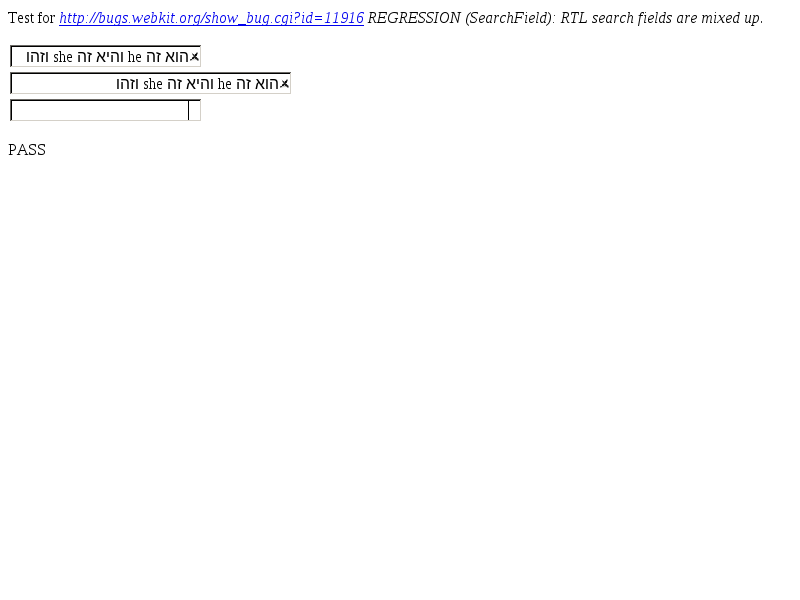 Test for http://bugs.webkit.org/show_bug.cgi?id=11916 REGRESSION (SearchField): RTL search fields are mixed up.
הוא זה he והיא זה she וזהו
הוא זה he והיא זה she וזהו
PASS